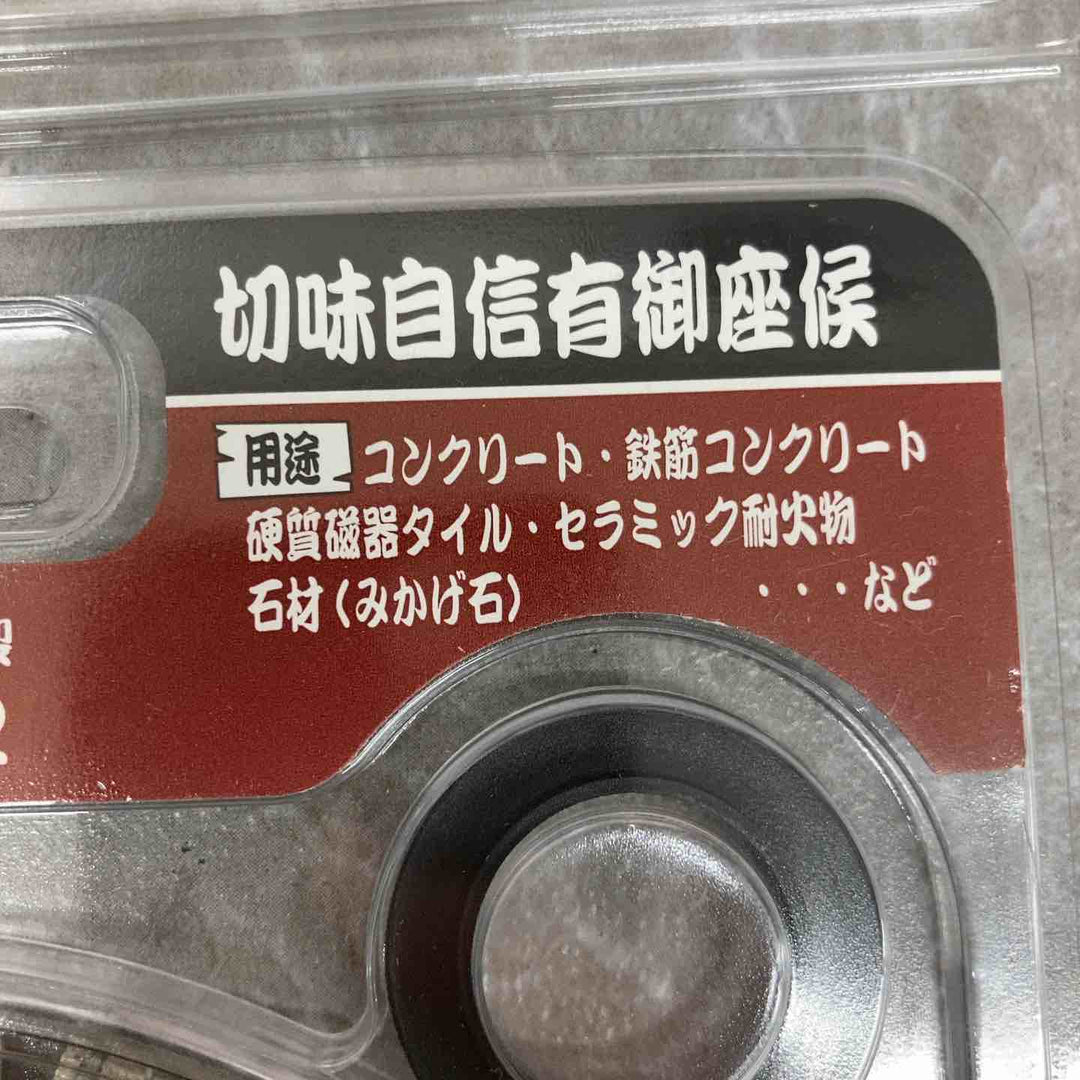 切味自信有御座候
用途 コンクリート・鉄筋コンクリート
硬質磁器タイル・セラミック耐火物
石材(みかげ石) ・・・など